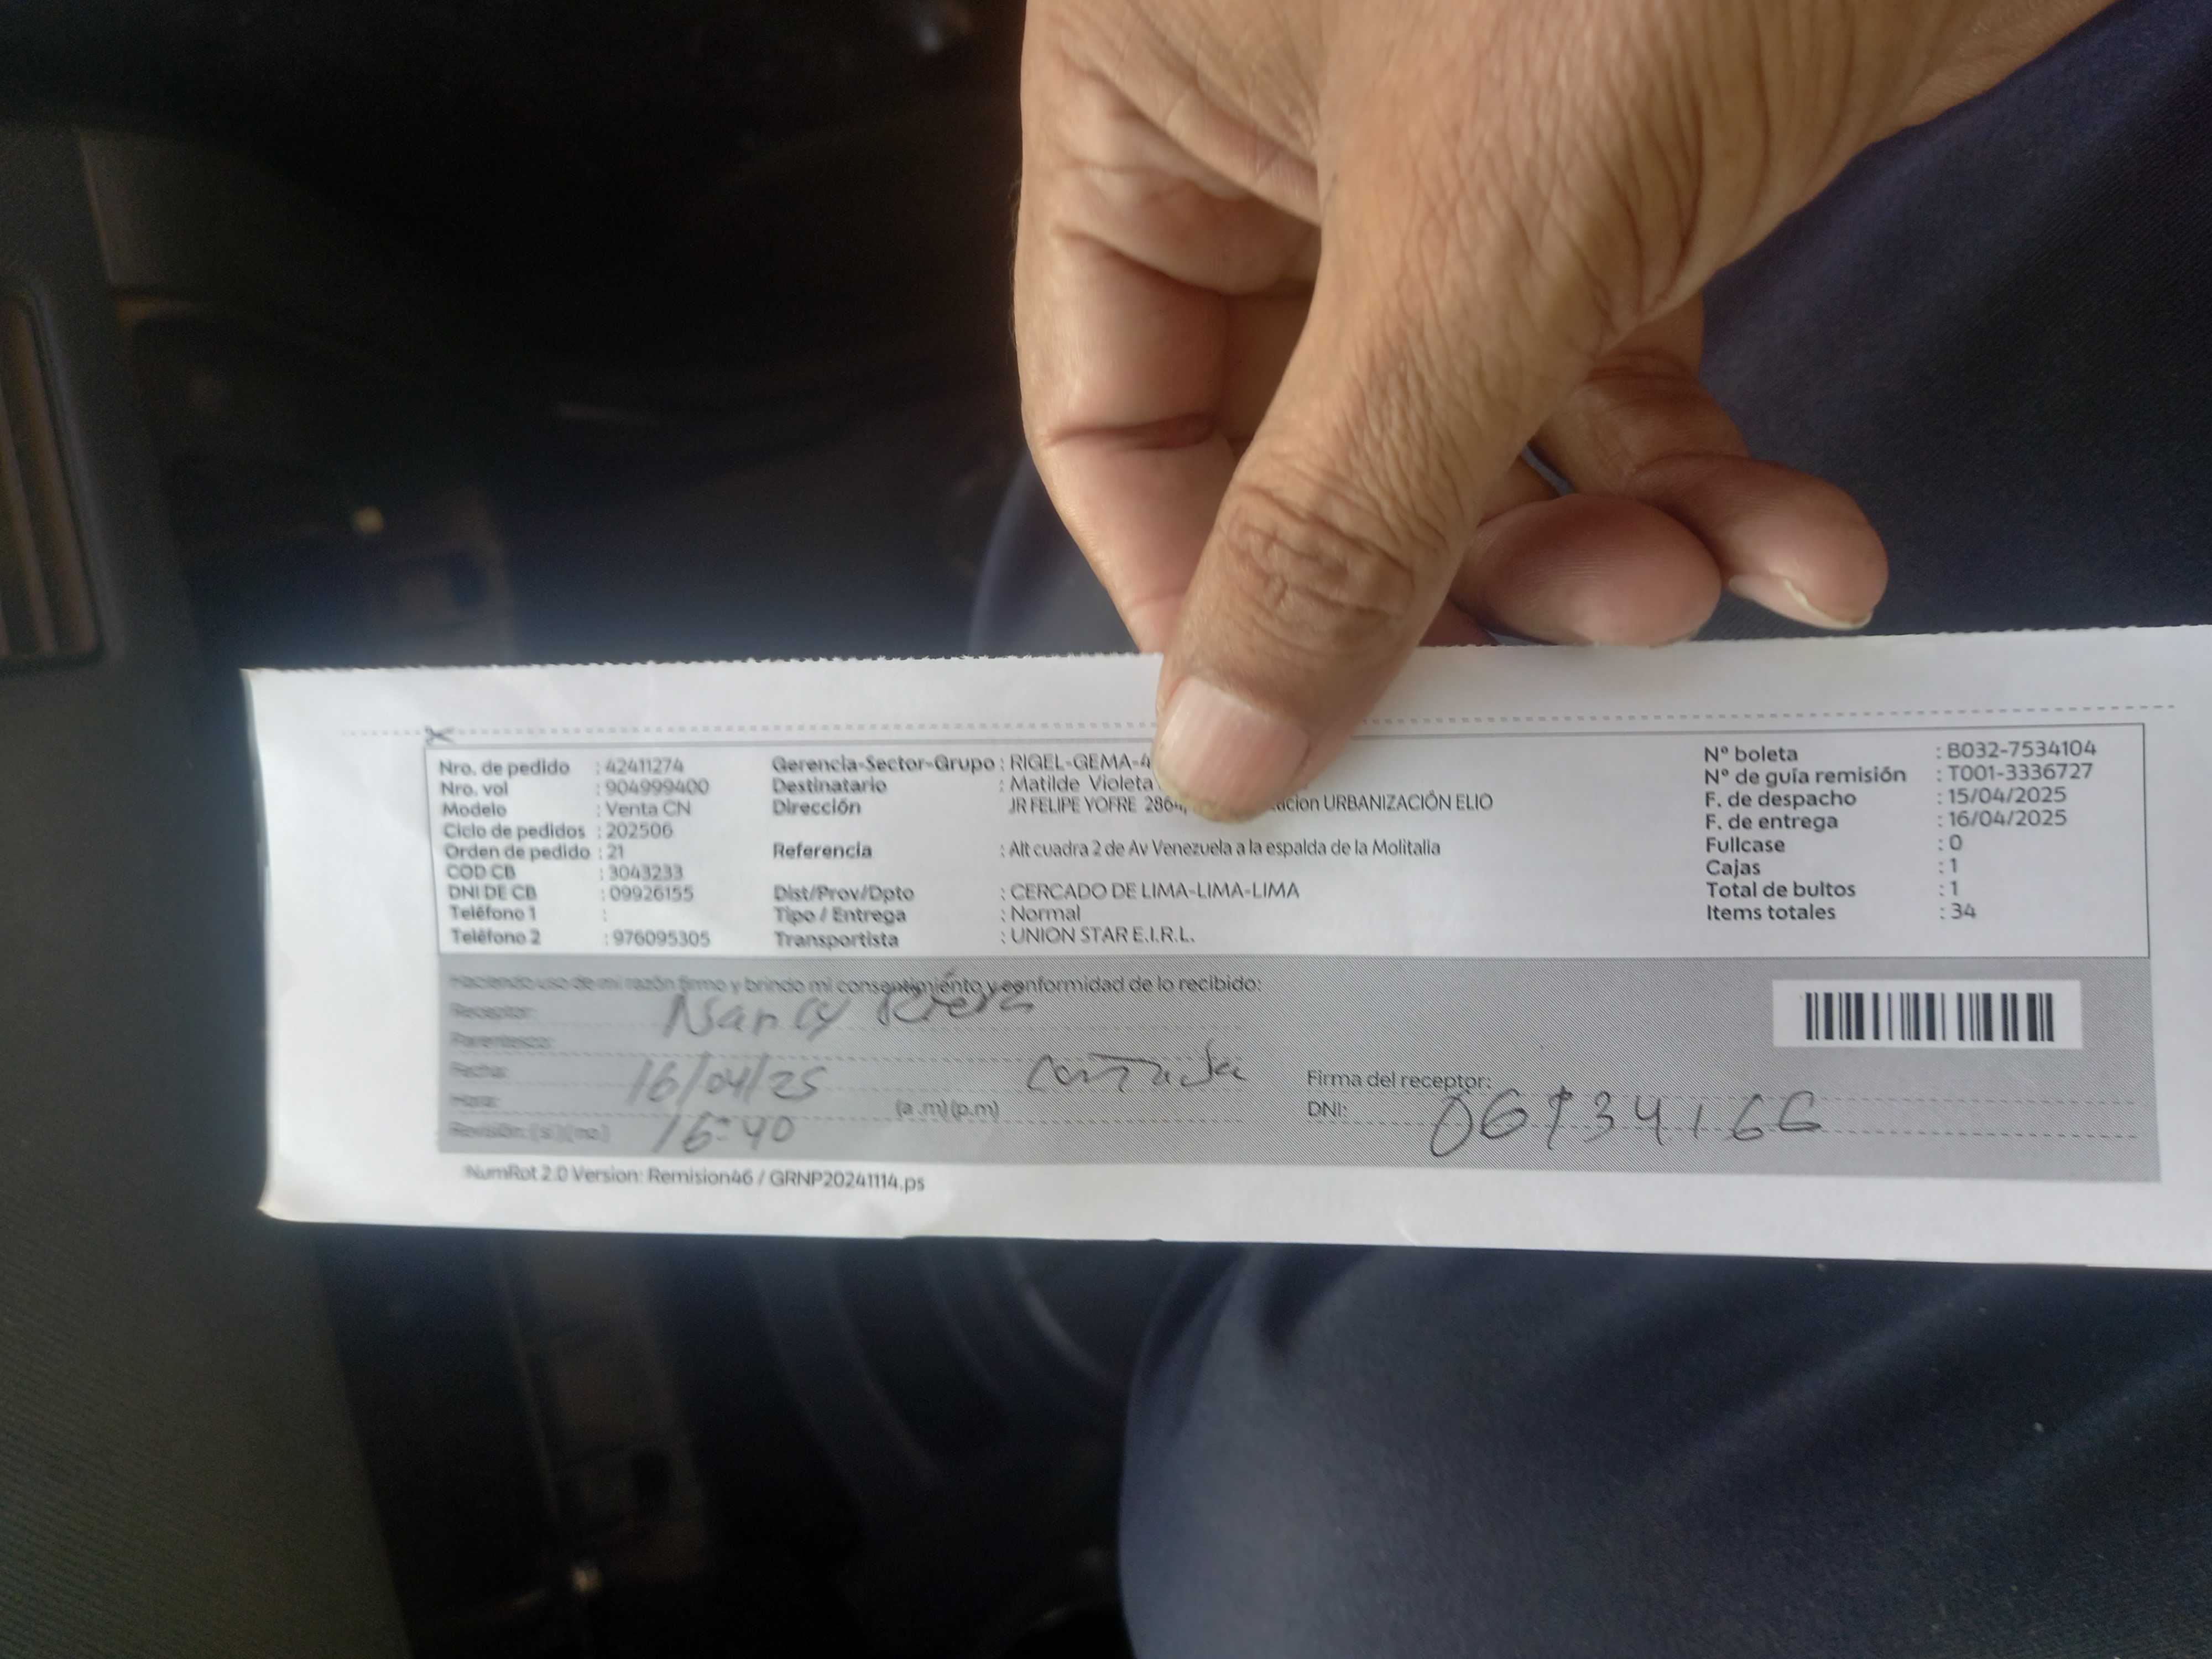 Nro. de pedido : 42411274
Nro. vol : 904999400
Modelo : Venta CN
Ciclo de pedidos : 202506
Orden de pedido : 21
COD CB : 3043233
DNI DE CB : 09926155
Teléfono 1 :
Teléfono 2 : 976095305
Gerencia-Sector-Grupo : RIGEL-GEMA-4
Destinatario : Matilde Violeta
Dirección JR FELIPE YOFRE 2864, URBANIZACIÓN ELIO
Referencia : Alt cuadra 2 de Av Venezuela a la espalda de la Molitalia
Dist/Prov/Dpto : CERCADO DE LIMA-LIMA-LIMA
Tipo / Entrega : Normal
Transportista : UNION STAR E.I.R.L.
Nº boleta : B032-7534104
Nº de guía remisión : T001-3336727
F. de despacho : 15/04/2025
F. de entrega : 16/04/2025
Fullcase : 0
Cajas : 1
Total de bultos : 1
Items totales : 34
Haciendo uso de mi razón firmo y brindo mi consentimiento y conformidad de lo recibido:
Receptor: Nancy
Parentesco:
Fecha: 16/04/25
Hora: 16:40 (a .m) (p.m)
Revisión: ( si ) ( no )
Firma del receptor:
DNI:
NumRot 2.0 Version: Remision46 / GRNP20241114.ps